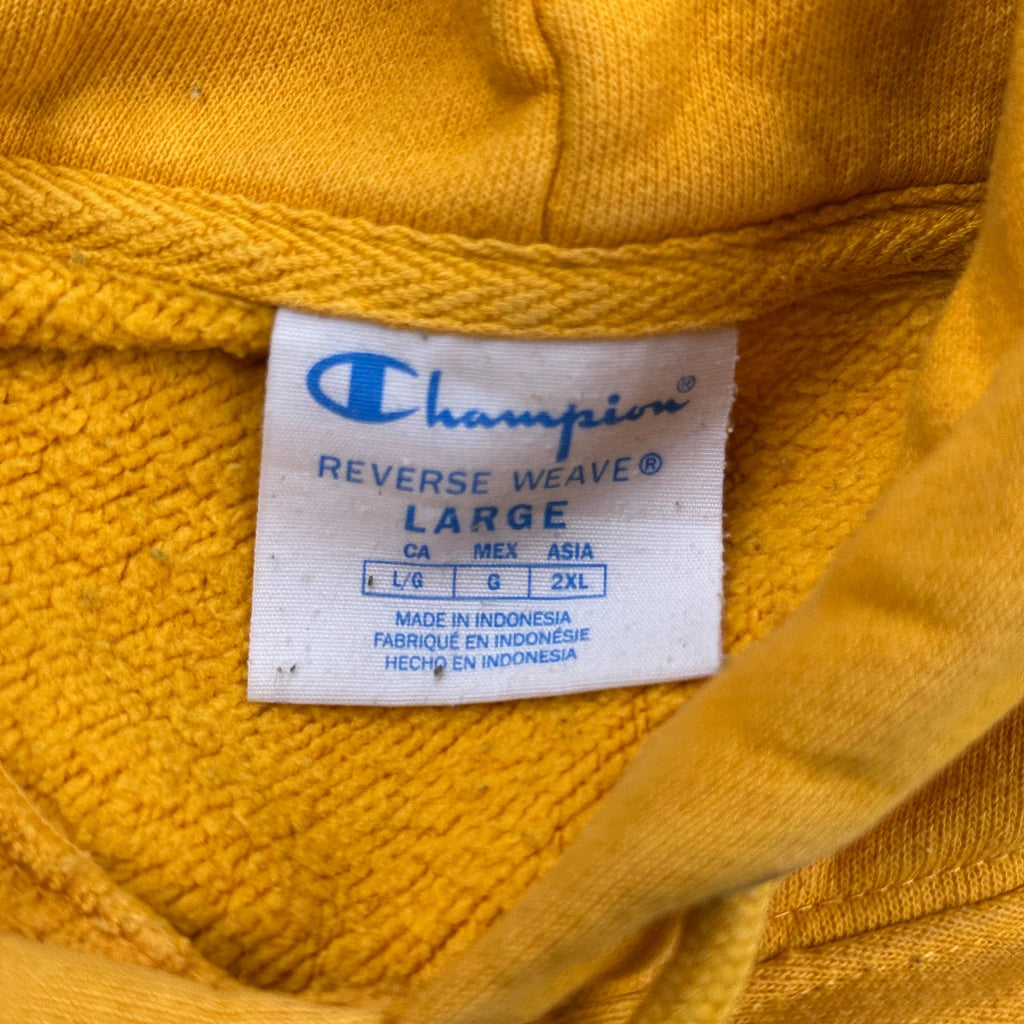 Champion®
REVERSE WEAVE®
LARGE
CA MEX ASIA
L/G G 2XL
MADE IN INDONESIA
FABRIQUÉ EN INDONÉSIE
HECHO EN INDONESIA